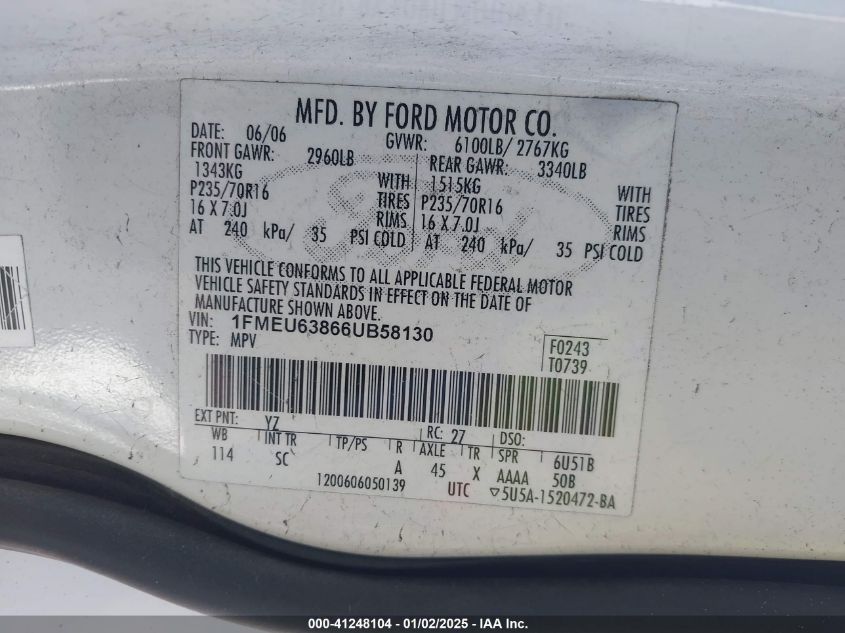 MFD. BY FORD MOTOR CO.
DATE: 06/06 GVWR: 6100LB/ 2767KG
FRONT GAWR: 2960LB REAR GAWR: 3340LB
1343KG WITH 1515KG WITH
P235/70R16 TIRES P235/70R16 TIRES
16 X 7.0J RIMS 16 X 7.0J RIMS
AT 240 kPa/ 35 PSI COLD AT 240 kPa/ 35 PSI COLD
THIS VEHICLE CONFORMS TO ALL APPLICABLE FEDERAL MOTOR
VEHICLE SAFETY STANDARDS IN EFFECT ON THE DATE OF
MANUFACTURE SHOWN ABOVE.
VIN: 1FMEU63866UB58130
TYPE: MPV
F0243
T0739
EXT PNT: YZ RC: 27 DSO:
WB INT TR TP/PS R AXLE TR SPR 6U51B
114 SC A 45 X AAAA 50B
1200606050139 UTC ▽5U5A-1520472-BA
000-41248104 - 01/02/2025 - IAA Inc.